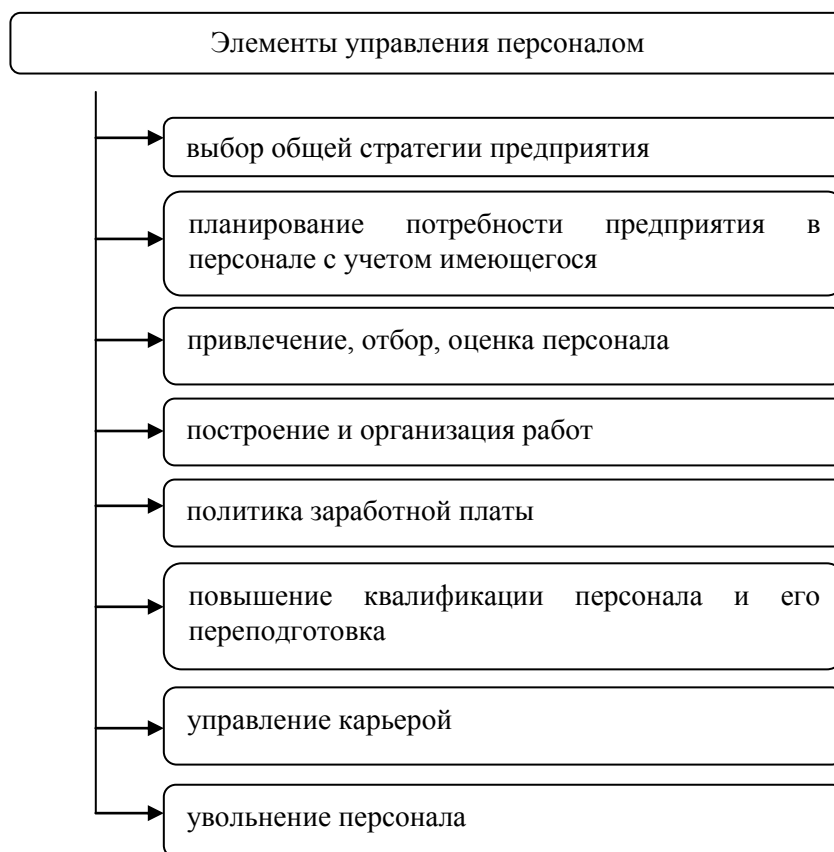 Элементы управления персоналом
выбор общей стратегии предприятия
планирование потребности предприятия в
персонале с учетом имеющегося
привлечение, отбор, оценка персонала
построение и организация работ
политика заработной платы
повышение квалификации персонала и его
переподготовка
управление карьерой
увольнение персонала